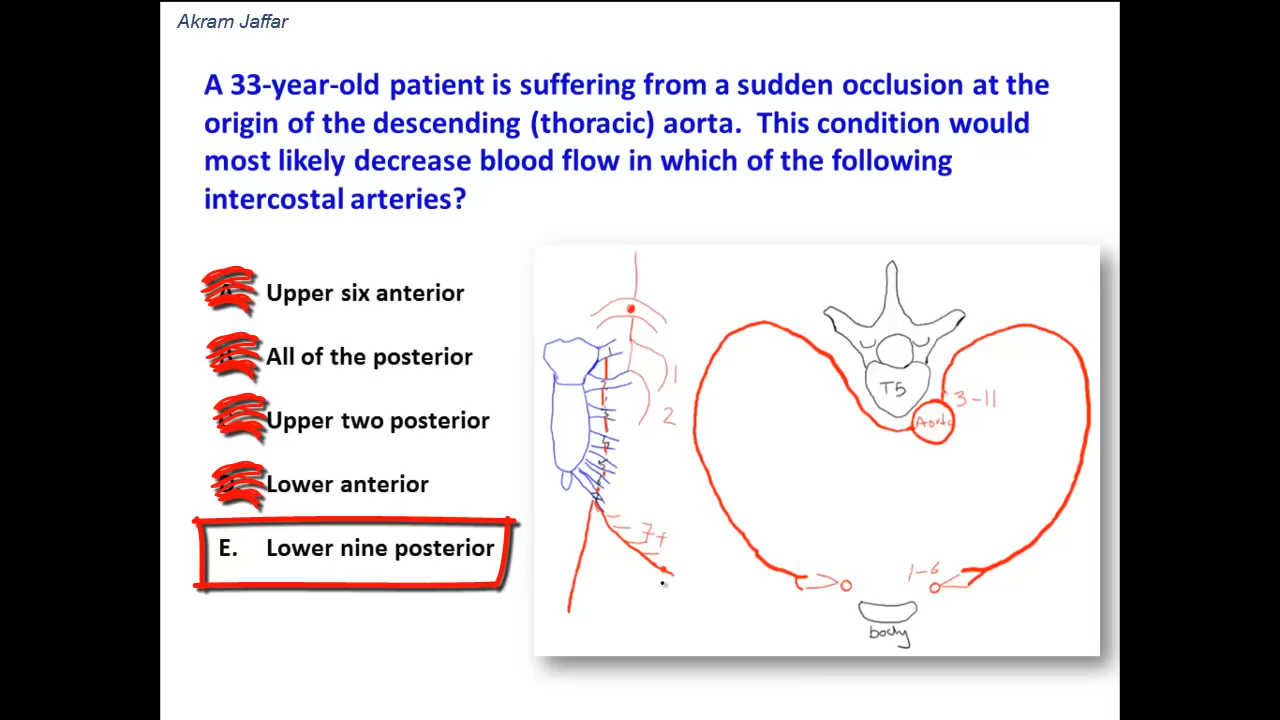 Akram Jaffar
A 33-year-old patient is suffering from a sudden occlusion at the
origin of the descending (thoracic) aorta. This condition would
most likely decrease blood flow in which of the following
intercostal arteries?
Upper six anterior
All of the posterior
Upper two posterior
Lower anterior
E. Lower nine posterior
1
2
7+
T5
3-11
Aorta
1-6
body